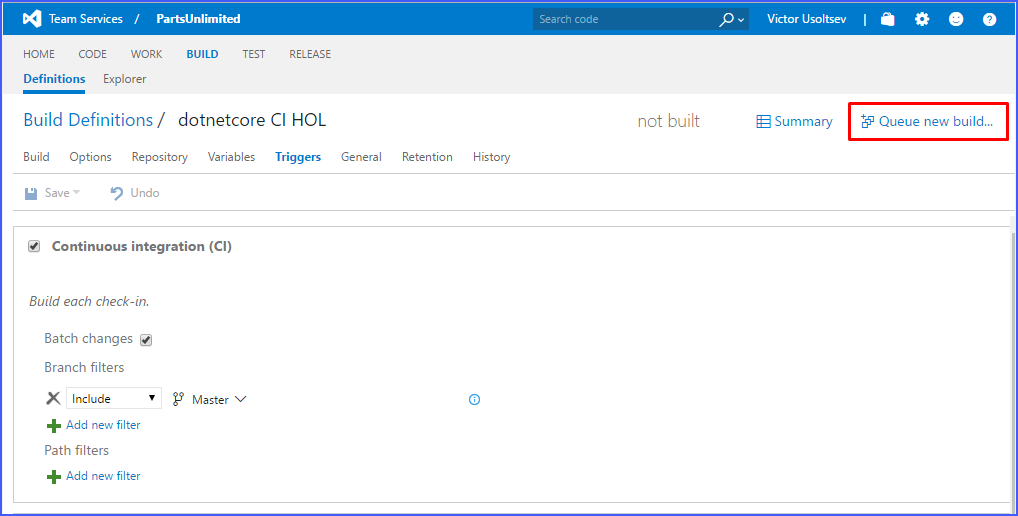 Team Services / PartsUnlimited Search code Victor Usoltsev | ?
HOME CODE WORK BUILD TEST RELEASE
Definitions Explorer
Build Definitions / dotnetcore CI HOL not built Summary Queue new build...
Build Options Repository Variables Triggers General Retention History
Save Undo
Continuous integration (CI)
Build each check-in.
Batch changes
Branch filters
Include Master
Add new filter
Path filters
Add new filter